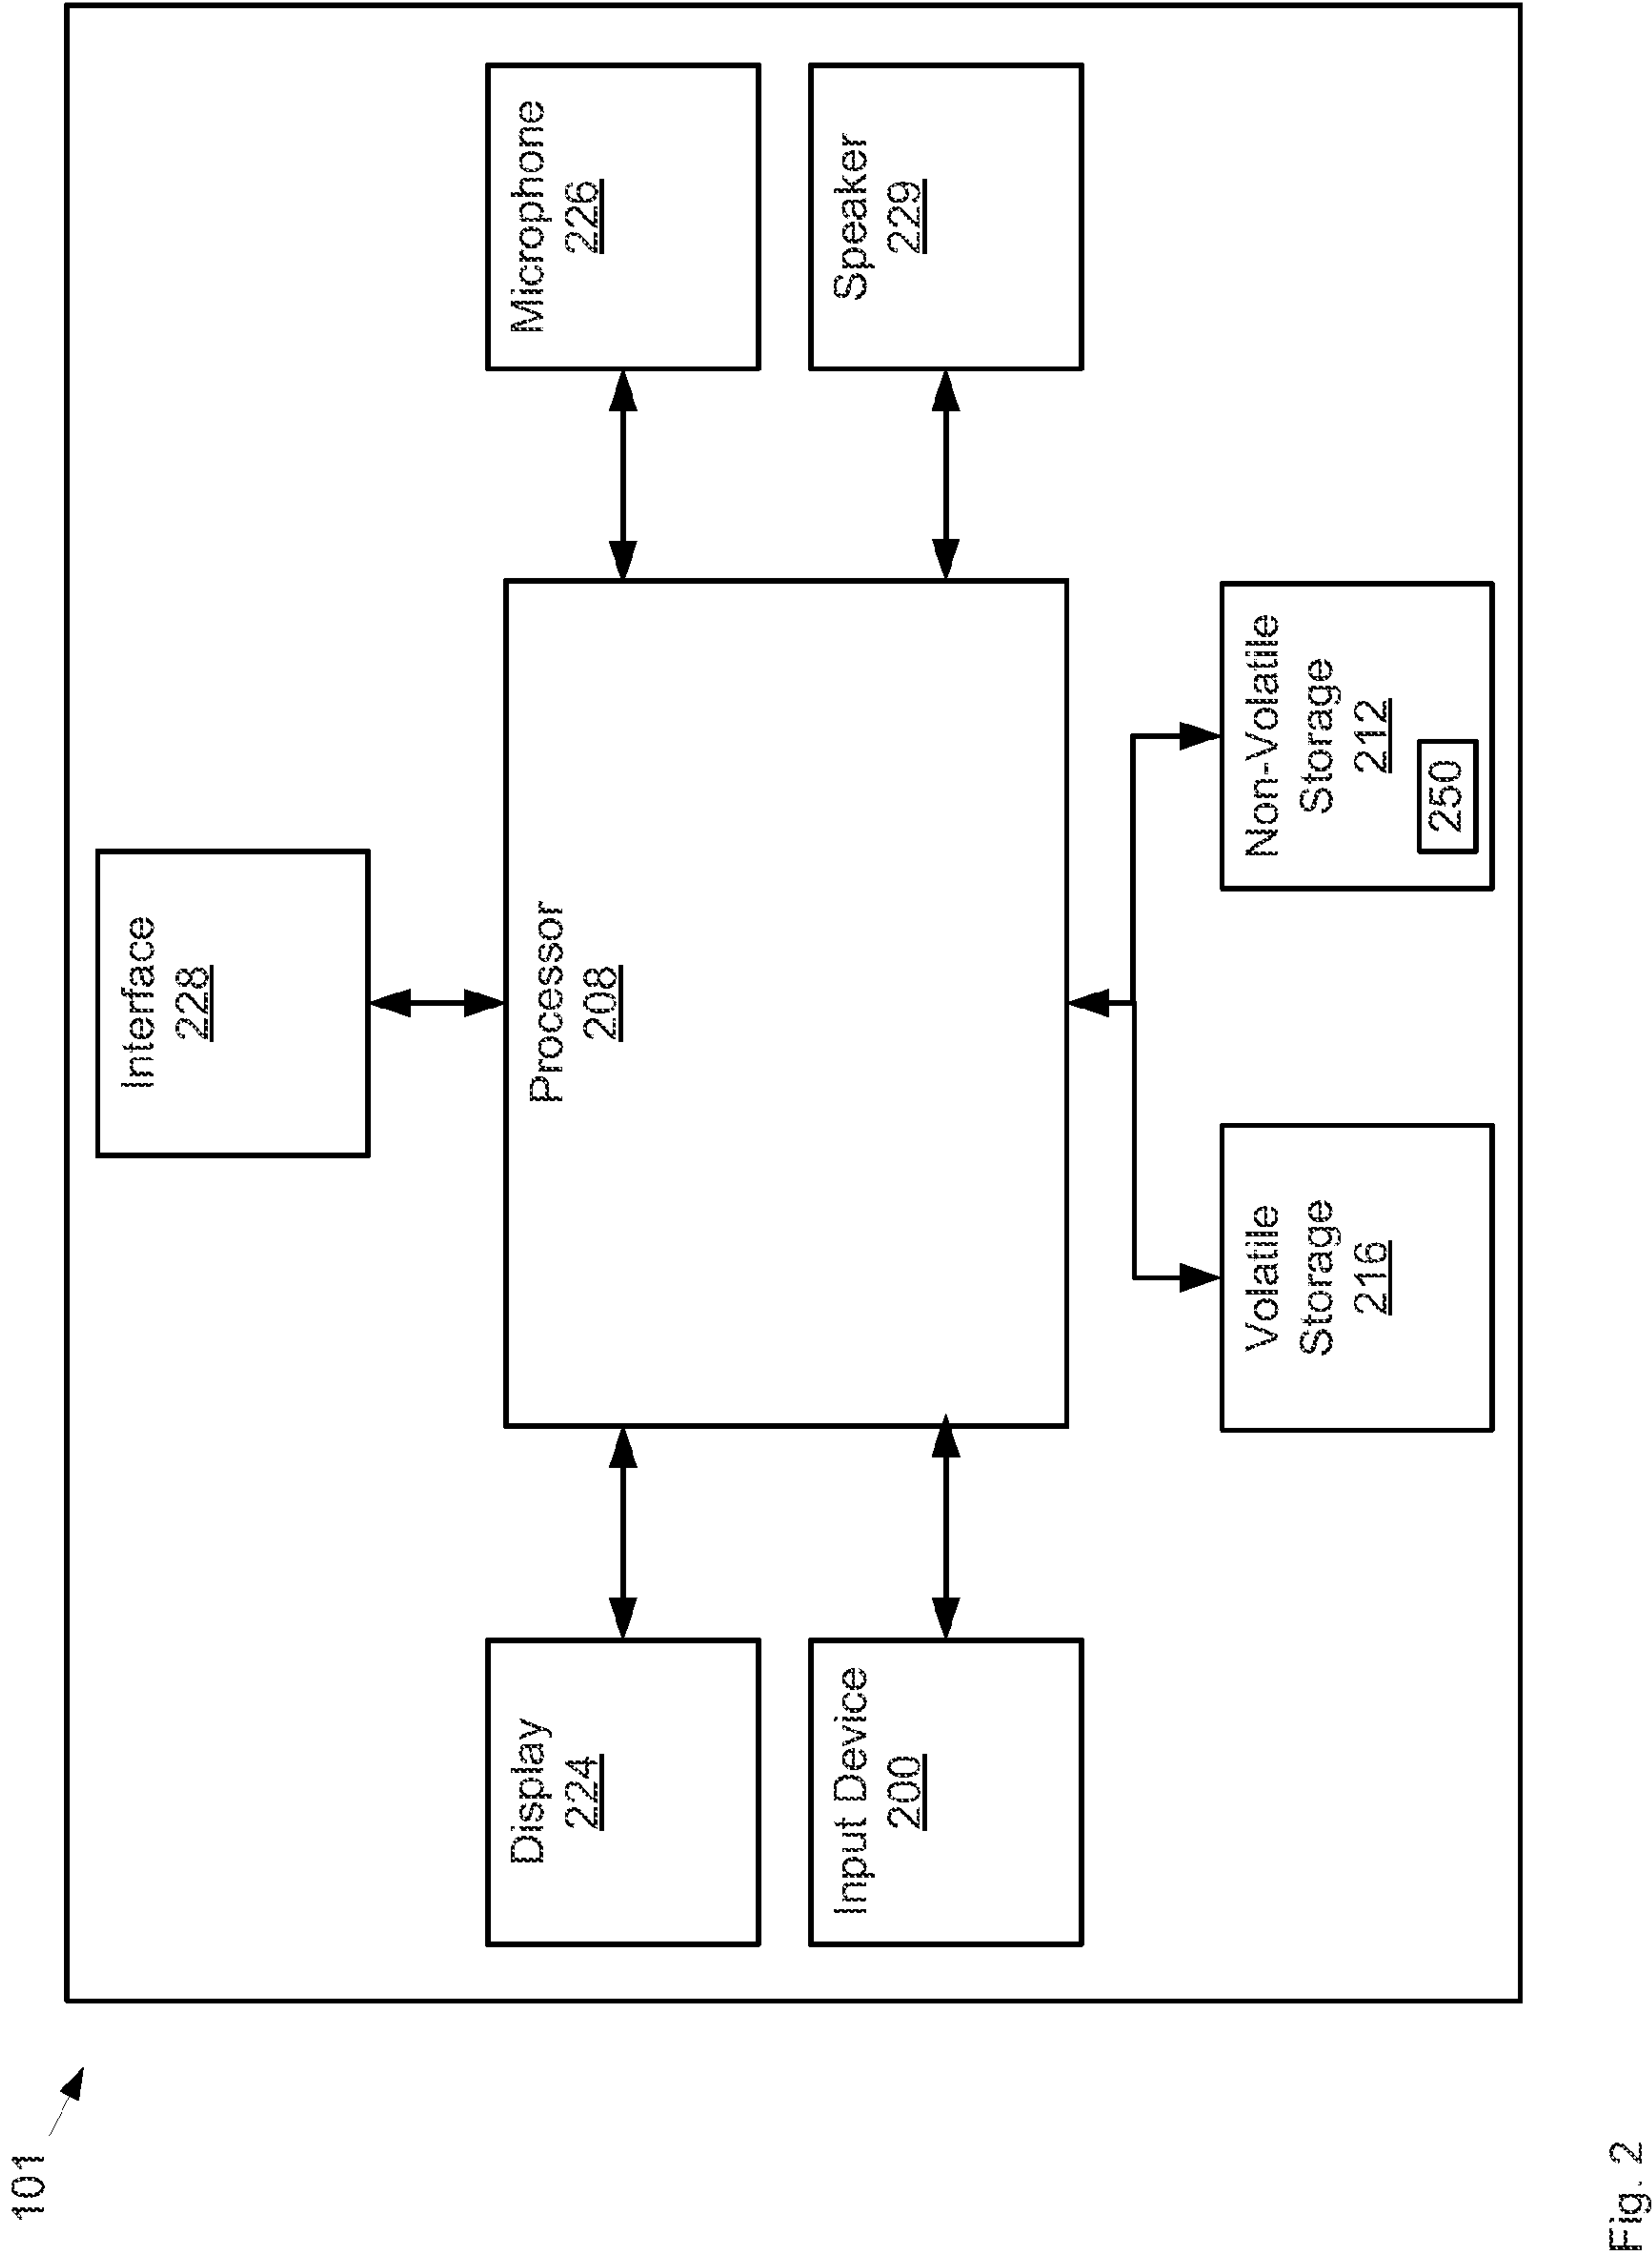 101
Interface
228
Display
224
Processor
208
Microphone
226
Input Device
200
Speaker
229
Volatile
Storage
216
Non-Volatile
Storage
212
250
Fig. 2